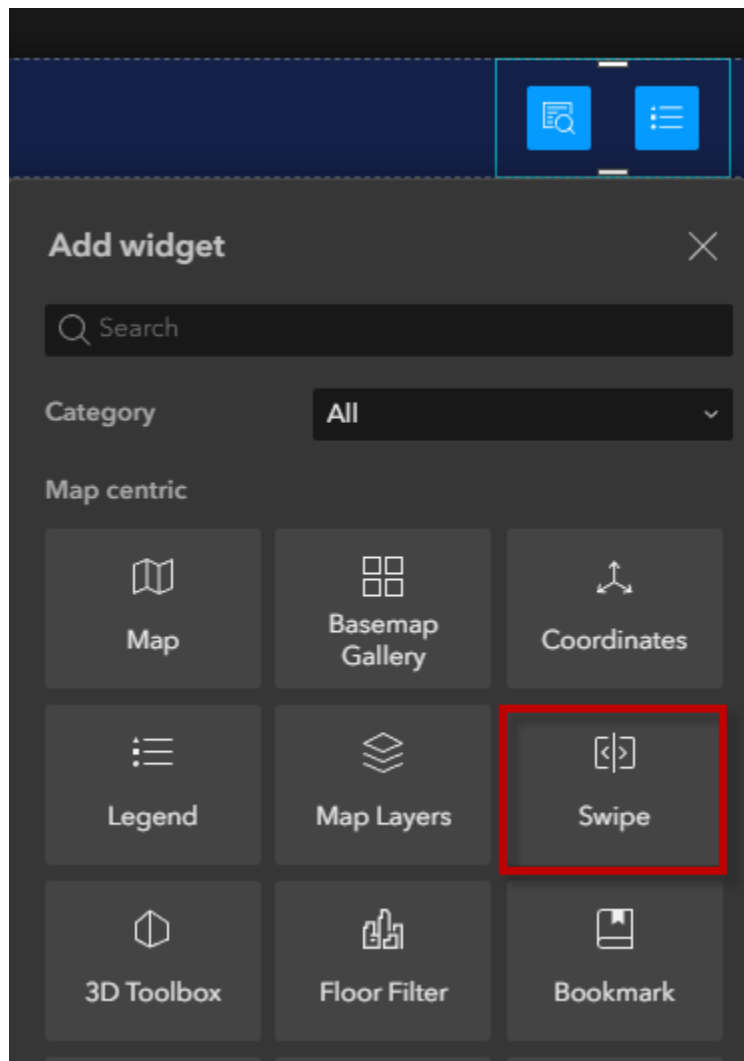 Add widget
Search
Category
All
Map centric
Map
Basemap
Gallery
Coordinates
Legend
Map Layers
Swipe
3D Toolbox
Floor Filter
Bookmark